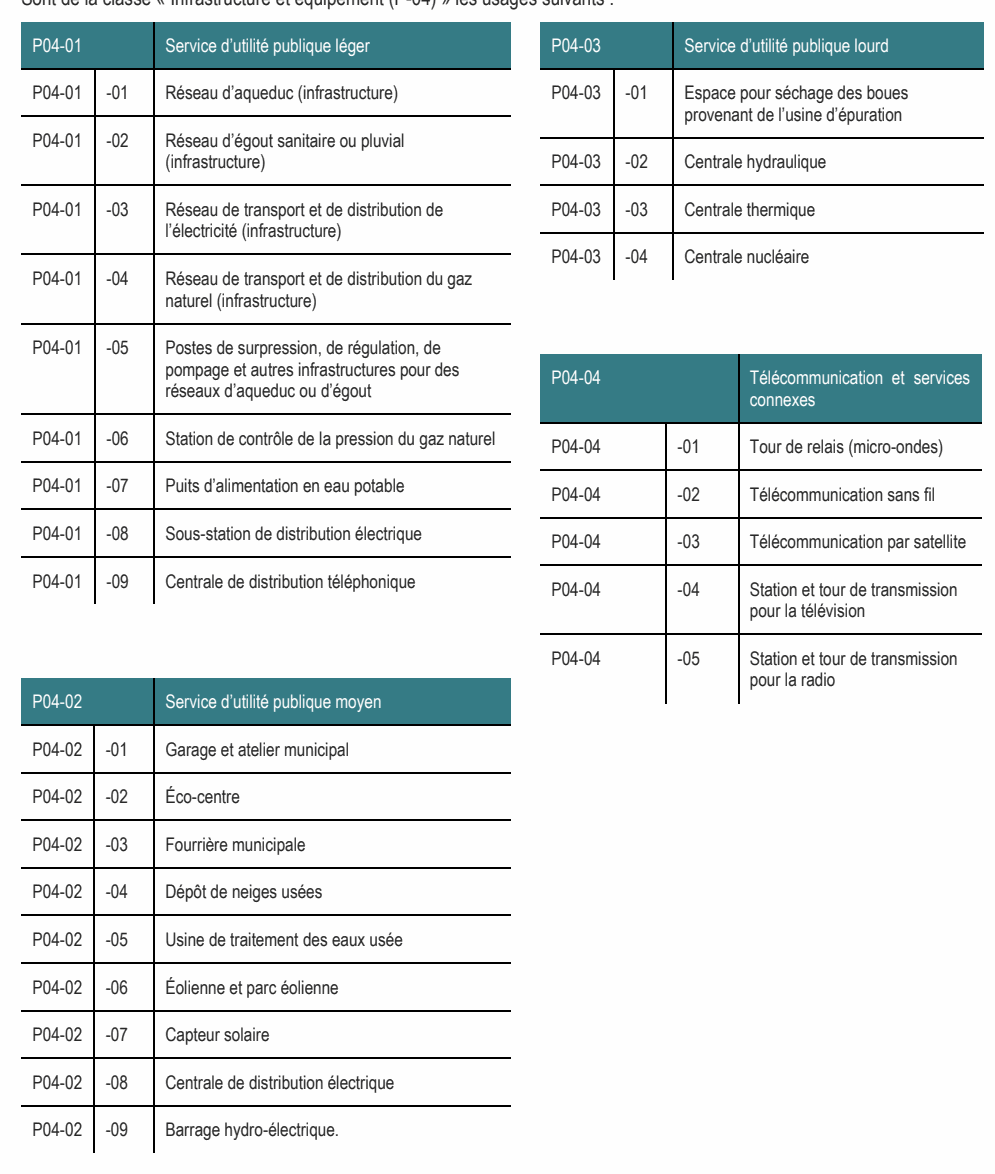 Sont de la classe « Infrastructure et équipement (P-04) » les usages suivants :
P04-01 Service d’utilité publique léger
P04-01 -01 Réseau d’aqueduc (infrastructure)
P04-01 -02 Réseau d’égout sanitaire ou pluvial
(infrastructure)
P04-01 -03 Réseau de transport et de distribution de
l’électricité (infrastructure)
P04-01 -04 Réseau de transport et de distribution du gaz
naturel (infrastructure)
P04-01 -05 Postes de surpression, de régulation, de
pompage et autres infrastructures pour des
réseaux d’aqueduc ou d’égout
P04-01 -06 Station de contrôle de la pression du gaz naturel
P04-01 -07 Puits d’alimentation en eau potable
P04-01 -08 Sous-station de distribution électrique
P04-01 -09 Centrale de distribution téléphonique
P04-02 Service d’utilité publique moyen
P04-02 -01 Garage et atelier municipal
P04-02 -02 Éco-centre
P04-02 -03 Fourrière municipale
P04-02 -04 Dépôt de neiges usées
P04-02 -05 Usine de traitement des eaux usée
P04-02 -06 Éolienne et parc éolienne
P04-02 -07 Capteur solaire
P04-02 -08 Centrale de distribution électrique
P04-02 -09 Barrage hydro-électrique.
P04-03 Service d’utilité publique lourd
P04-03 -01 Espace pour séchage des boues
provenant de l’usine d’épuration
P04-03 -02 Centrale hydraulique
P04-03 -03 Centrale thermique
P04-03 -04 Centrale nucléaire
P04-04 Télécommunication et services
connexes
P04-04 -01 Tour de relais (micro-ondes)
P04-04 -02 Télécommunication sans fil
P04-04 -03 Télécommunication par satellite
P04-04 -04 Station et tour de transmission
pour la télévision
P04-04 -05 Station et tour de transmission
pour la radio